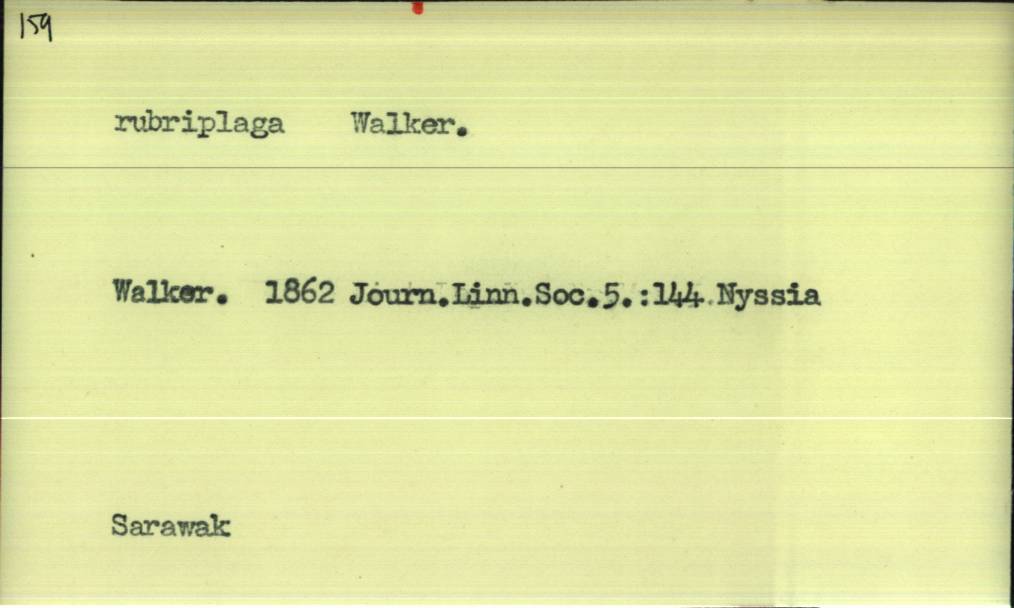 159
rubriplaga Walker.
Walker. 1862 Journ.Linn.Soc.5.:144.Nyssia
Sarawak